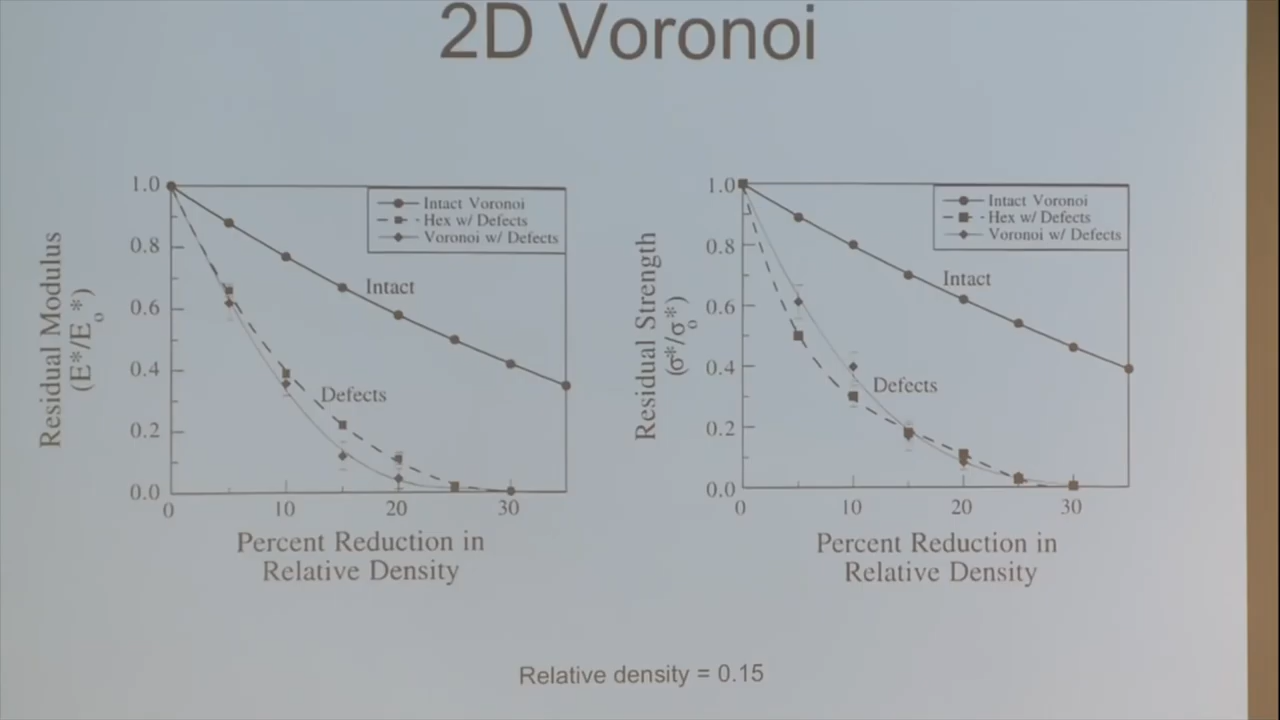 2D Voronoi
Residual Modulus
(E*/E₀*)
1.0
0.8
0.6
0.4
0.2
0.0
Intact Voronoi
Hex w/ Defects
Voronoi w/ Defects
Intact
Defects
0
10
20
30
Percent Reduction in
Relative Density
Residual Strength
(σ*/σ₀*)
1.0
0.8
0.6
0.4
0.2
0.0
Intact Voronoi
Hex w/ Defects
Voronoi w/ Defects
Intact
Defects
0
10
20
30
Percent Reduction in
Relative Density
Relative density = 0.15